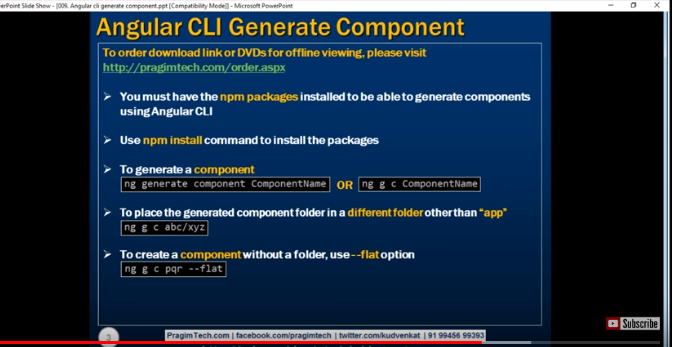 PowerPoint Slide Show - [009. Angular cli generate component.ppt [Compatibility Mode]] - Microsoft PowerPoint
Angular CLI Generate Component
To order download link or DVDs for offline viewing, please visit
http://pragimtech.com/order.aspx
➢ You must have the npm packages installed to be able to generate components
using Angular CLI
➢ Use npm install command to install the packages
➢ To generate a component
ng generate component ComponentName OR ng g c ComponentName
➢ To place the generated component folder in a different folder other than “app”
ng g c abc/xyz
➢ To create a component without a folder, use --flat option
ng g c pqr --flat
Subscribe
3 PragimTech.com | facebook.com/pragimtech | twitter.com/kudvenkat | 91 99456 99393